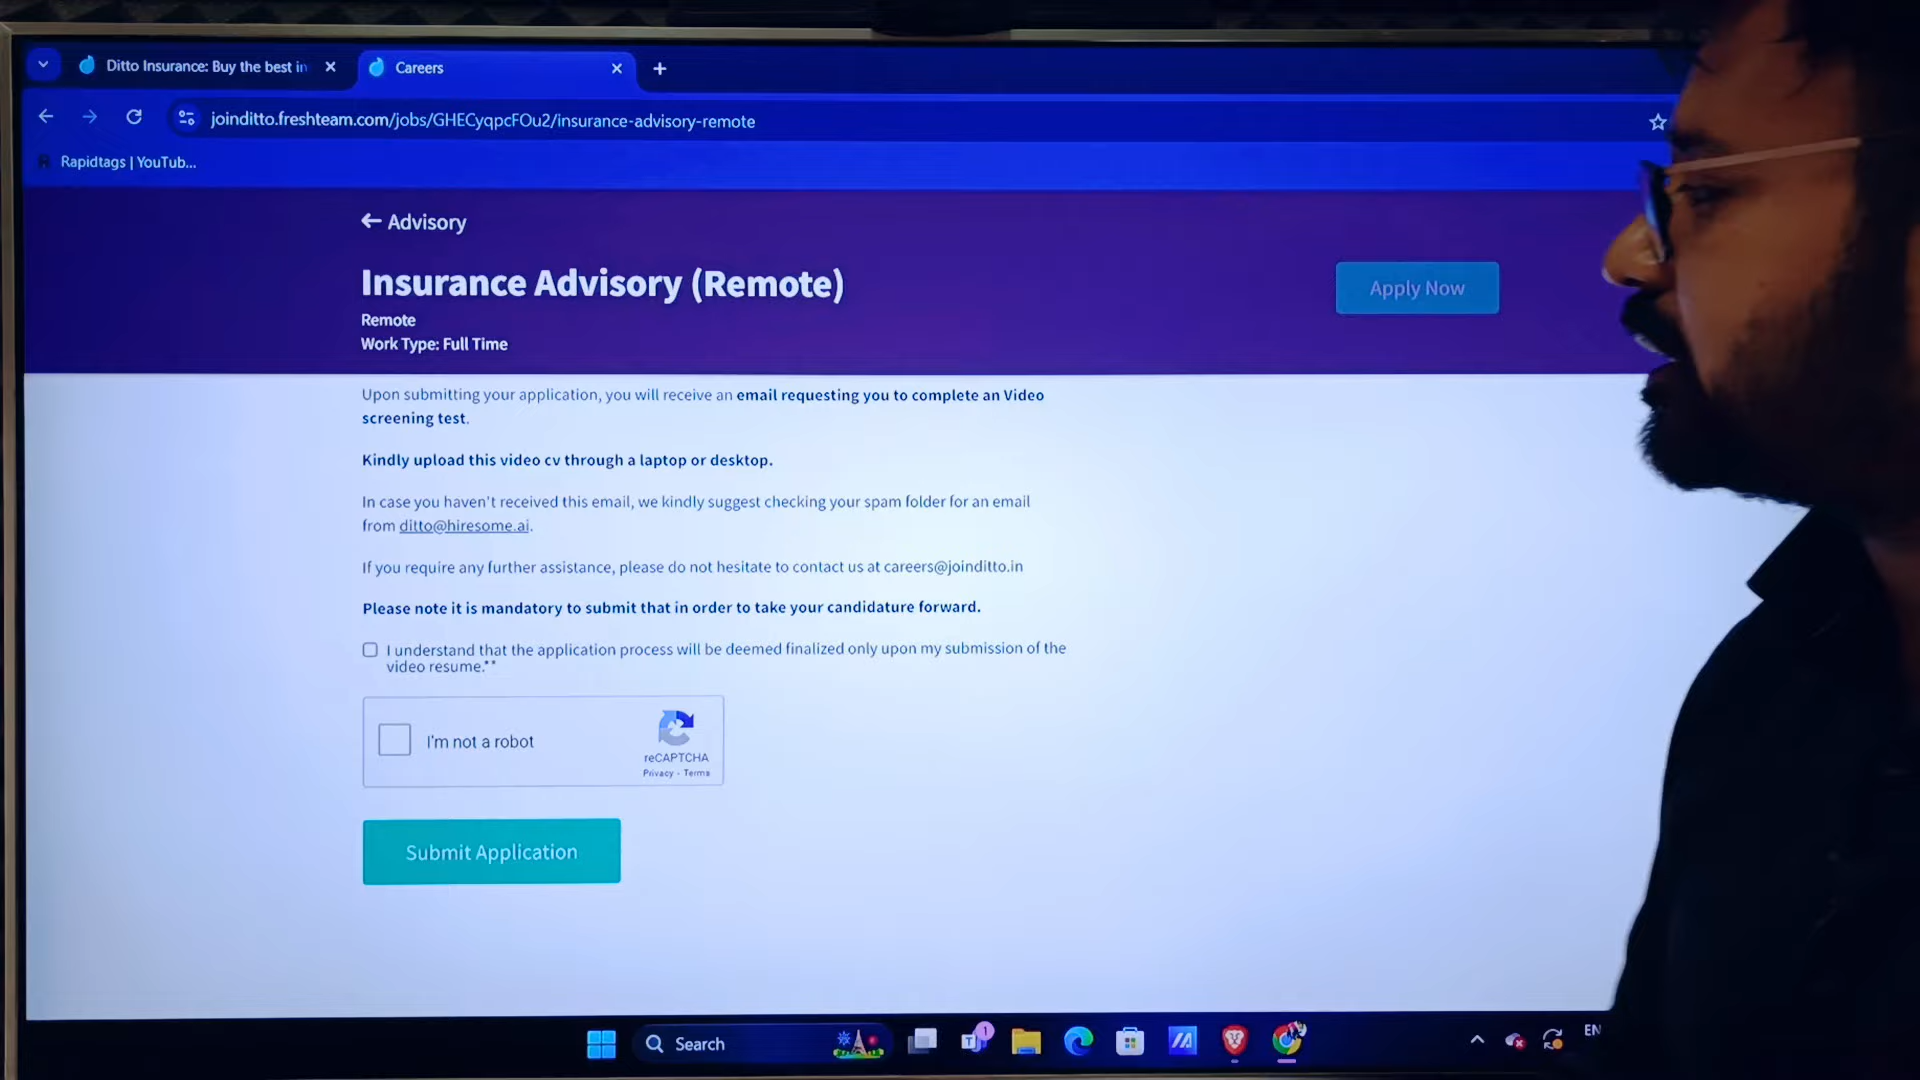 Ditto Insurance: Buy the best in
Careers
joinditto.freshteam.com/jobs/GHECyqpcFOu2/insurance-advisory-remote
Rapidtags | YouTub...
Advisory
Insurance Advisory (Remote)
Remote
Work Type: Full Time
Apply Now
Upon submitting your application, you will receive an email requesting you to complete an Video
screening test.
Kindly upload this video cv through a laptop or desktop.
In case you haven't received this email, we kindly suggest checking your spam folder for an email
from ditto@hiresome.ai.
If you require any further assistance, please do not hesitate to contact us at careers@joinditto.in
Please note it is mandatory to submit that in order to take your candidature forward.
I understand that the application process will be deemed finalized only upon my submission of the
video resume.**
I'm not a robot
reCAPTCHA
Privacy - Terms
Submit Application
Search
1
EN